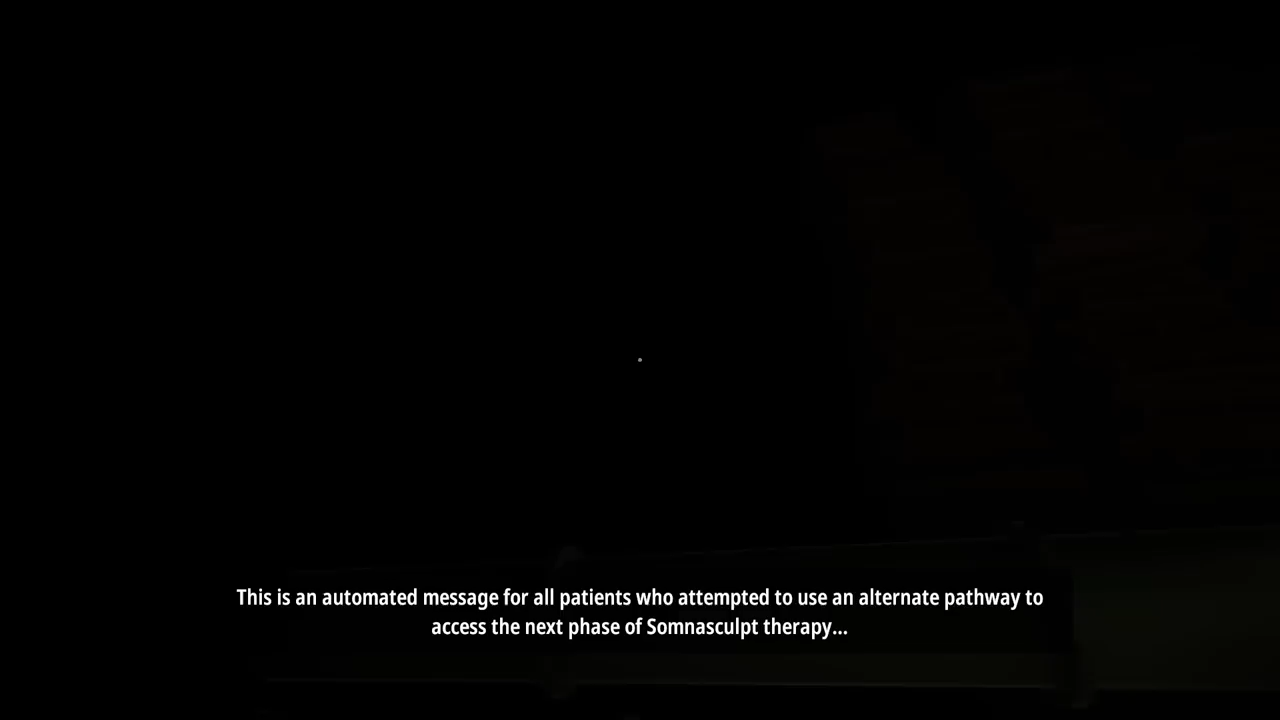 This is an automated message for all patients who attempted to use an alternate pathway to
access the next phase of Somnasculpt therapy...